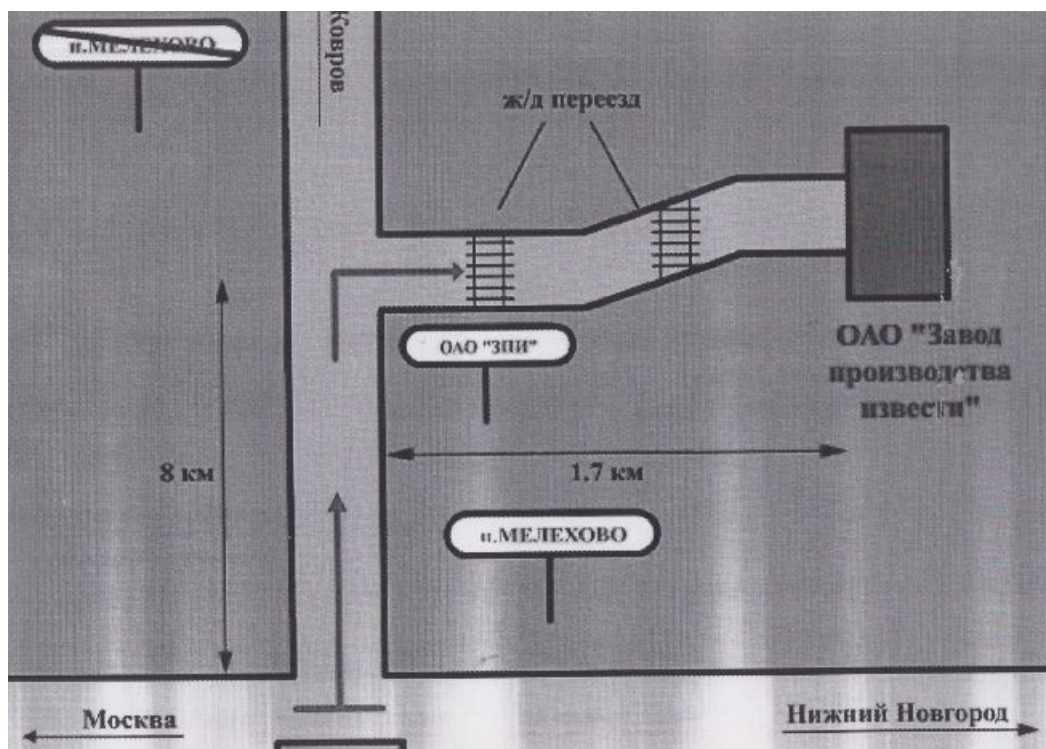 п.МЕЛЕХОВО
Ковров
ж/д переезд
ОАО "ЗПИ"
ОАО "Завод
производства
извести"
8 км
1.7 км
п.МЕЛЕХОВО
Москва
Нижний Новгород